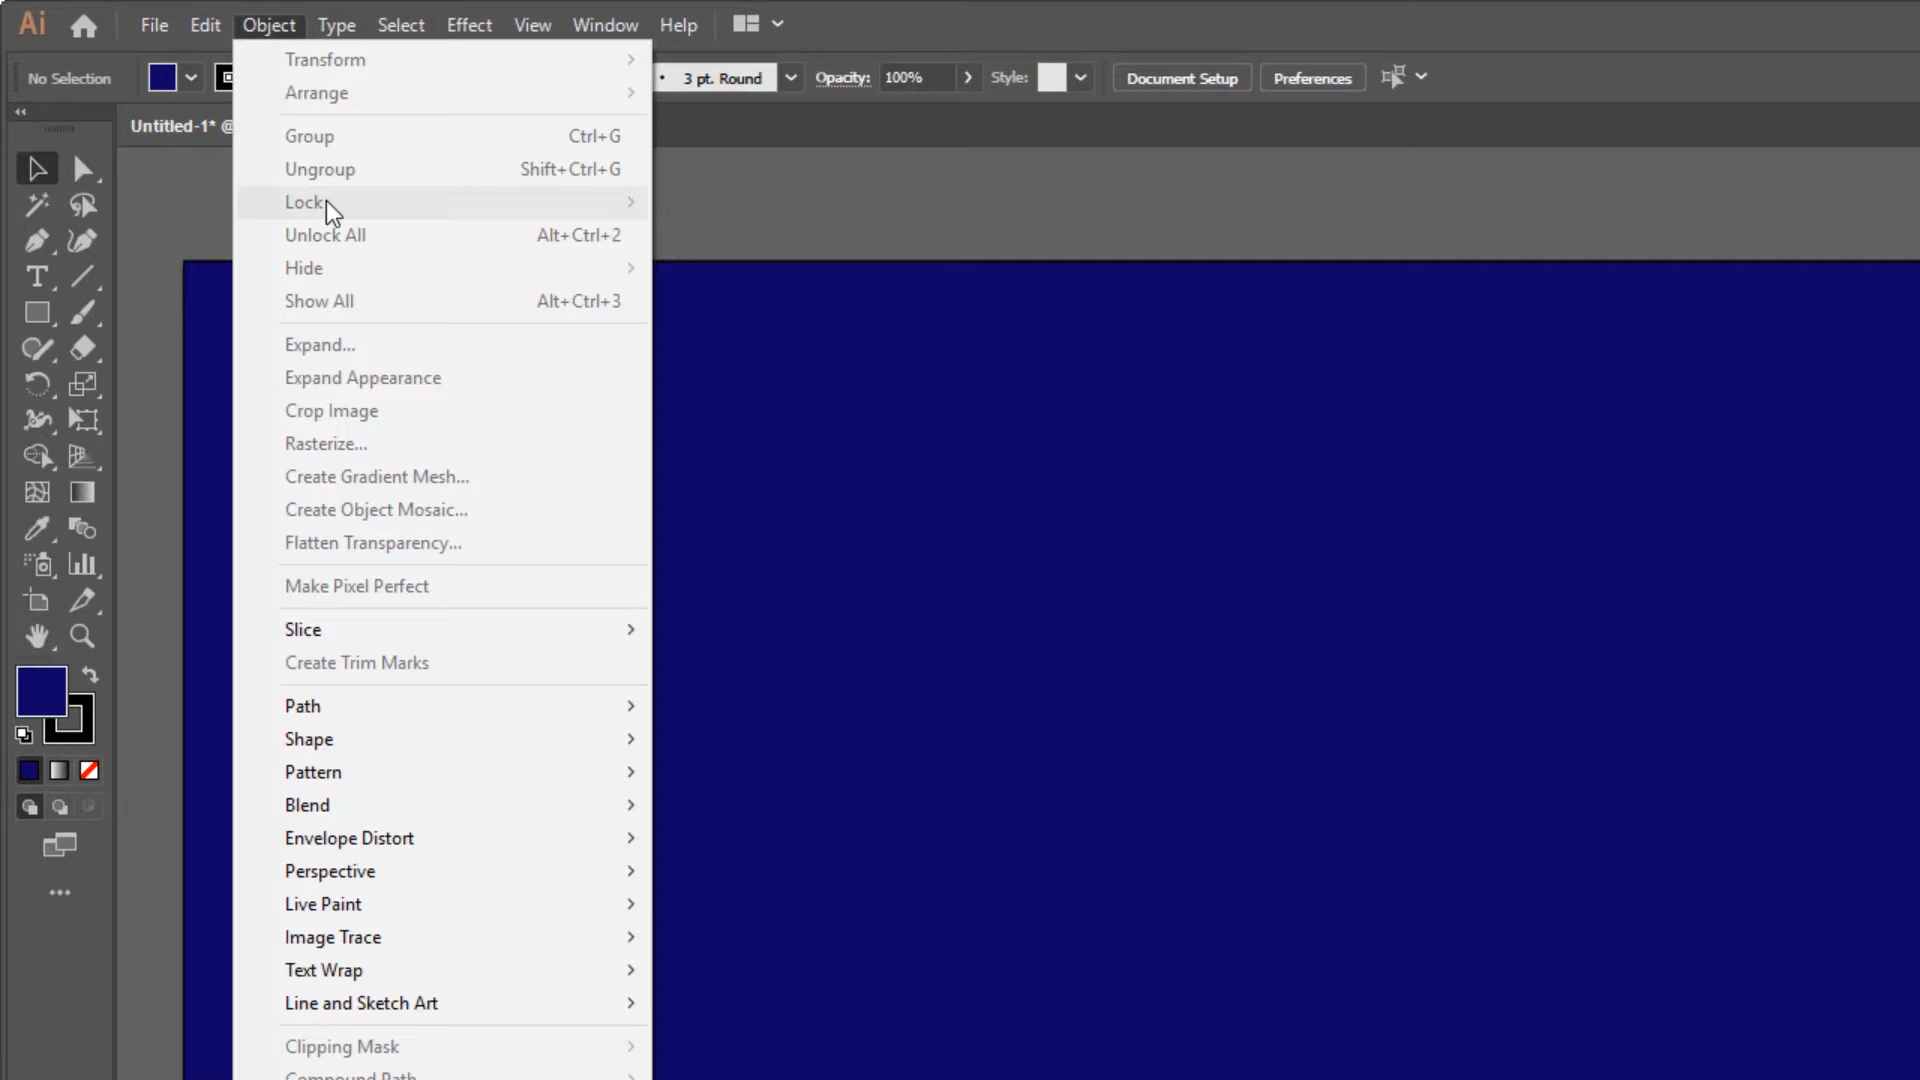 Ai File Edit Object Type Select Effect View Window Help
No Selection 3 pt. Round Opacity: 100% Style: Document Setup Preferences
Untitled-1* @
Transform
Arrange
Group Ctrl+G
Ungroup Shift+Ctrl+G
Lock
Unlock All Alt+Ctrl+2
Hide
Show All Alt+Ctrl+3
Expand...
Expand Appearance
Crop Image
Rasterize...
Create Gradient Mesh...
Create Object Mosaic...
Flatten Transparency...
Make Pixel Perfect
Slice
Create Trim Marks
Path
Shape
Pattern
Blend
Envelope Distort
Perspective
Live Paint
Image Trace
Text Wrap
Line and Sketch Art
Clipping Mask
Compound Path